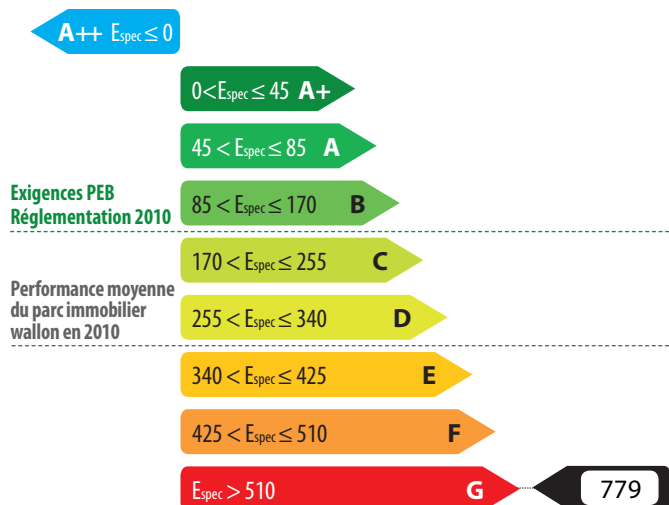 A++ Espec ≤ 0
0<Espec ≤ 45 A+
45 < Espec ≤ 85 A
Exigences PEB
Réglementation 2010
85 < Espec ≤ 170 B
170 < Espec ≤ 255 C
Performance moyenne
du parc immobilier
wallon en 2010
255 < Espec ≤ 340 D
340 < Espec ≤ 425 E
425 < Espec ≤ 510 F
Espec > 510 G 779